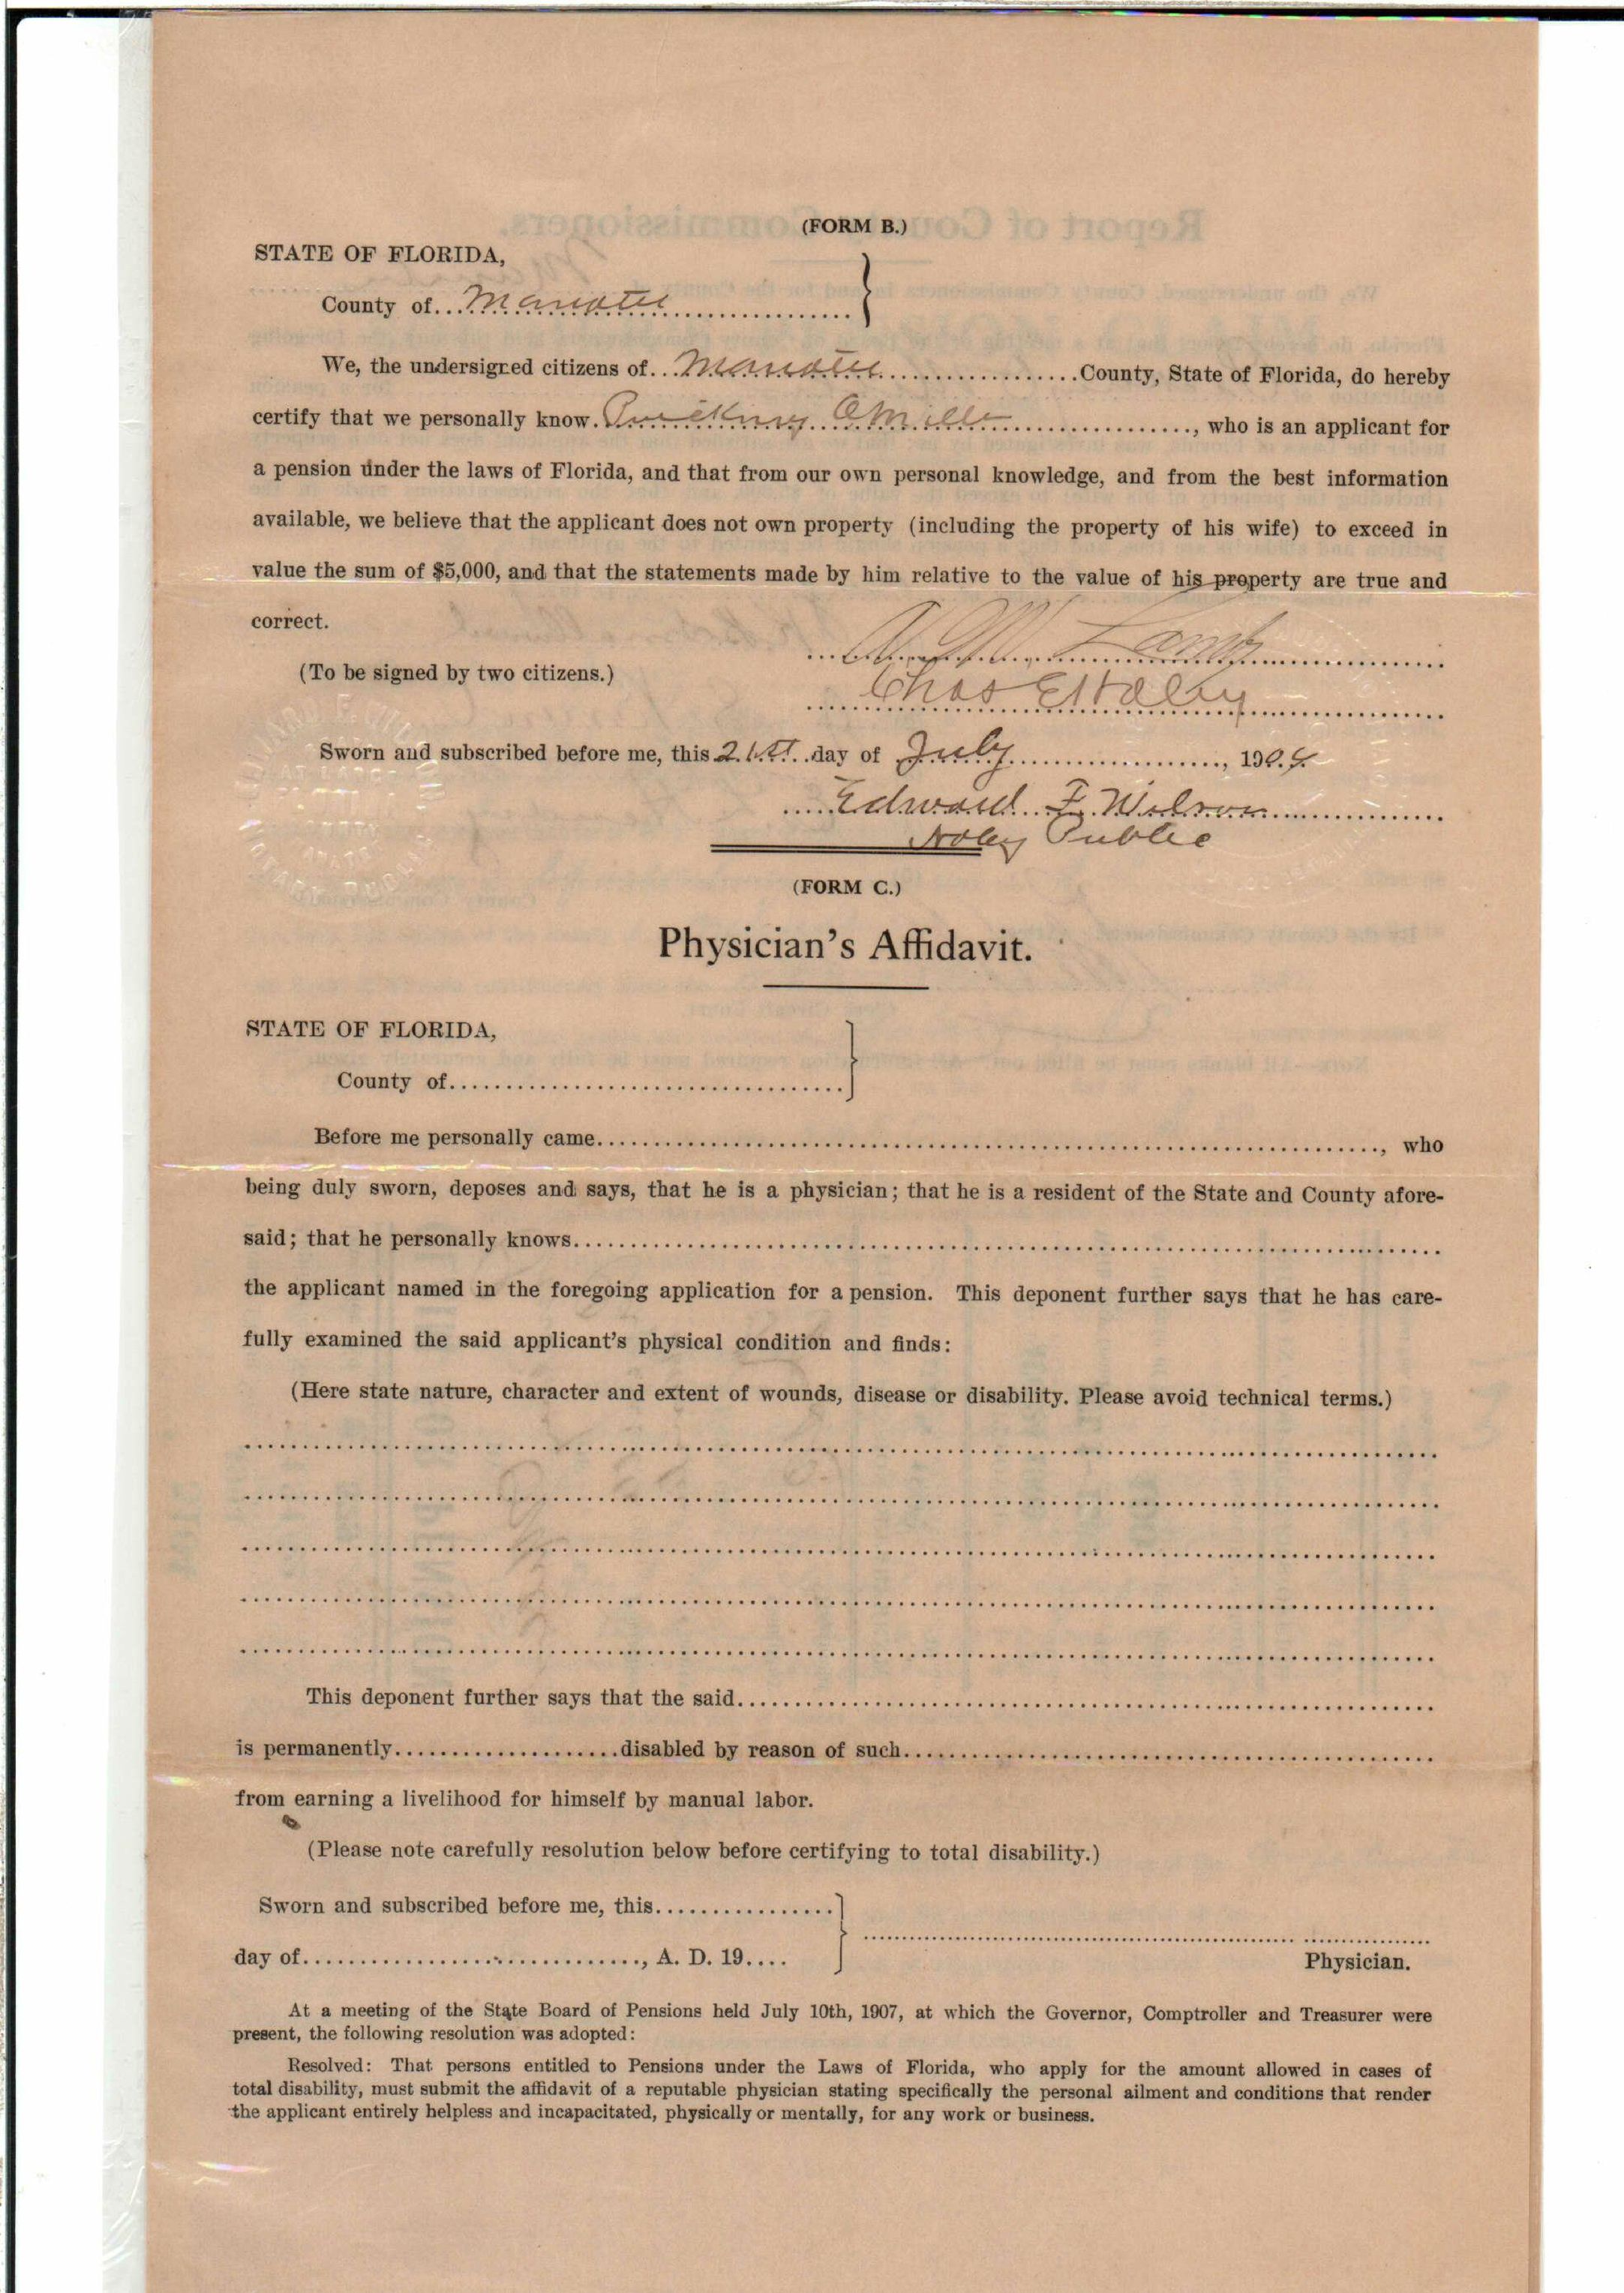 (FORM B.)
STATE OF FLORIDA,
County of Manatee
We, the undersigned citizens of Manatee County, State of Florida, do hereby
certify that we personally know , who is an applicant for
a pension under the laws of Florida, and that from our own personal knowledge, and from the best information
available, we believe that the applicant does not own property (including the property of his wife) to exceed in
value the sum of $5,000, and that the statements made by him relative to the value of his property are true and
correct.
(To be signed by two citizens.)
Chas
Sworn and subscribed before me, this 21st day of July, 190
Edward F. Wilson
Notary Public
(FORM C.)
Physician's Affidavit.
STATE OF FLORIDA,
County of
Before me personally came, who
being duly sworn, deposes and says, that he is a physician; that he is a resident of the State and County afore-
said; that he personally knows
the applicant named in the foregoing application for a pension. This deponent further says that he has care-
fully examined the said applicant's physical condition and finds:
(Here state nature, character and extent of wounds, disease or disability. Please avoid technical terms.)
This deponent further says that the said
is permanently disabled by reason of such
from earning a livelihood for himself by manual labor.
(Please note carefully resolution below before certifying to total disability.)
Sworn and subscribed before me, this
day of, A. D. 19
Physician.
At a meeting of the State Board of Pensions held July 10th, 1907, at which the Governor, Comptroller and Treasurer were
present, the following resolution was adopted:
Resolved: That persons entitled to Pensions under the Laws of Florida, who apply for the amount allowed in cases of
total disability, must submit the affidavit of a reputable physician stating specifically the personal ailment and conditions that render
the applicant entirely helpless and incapacitated, physically or mentally, for any work or business.